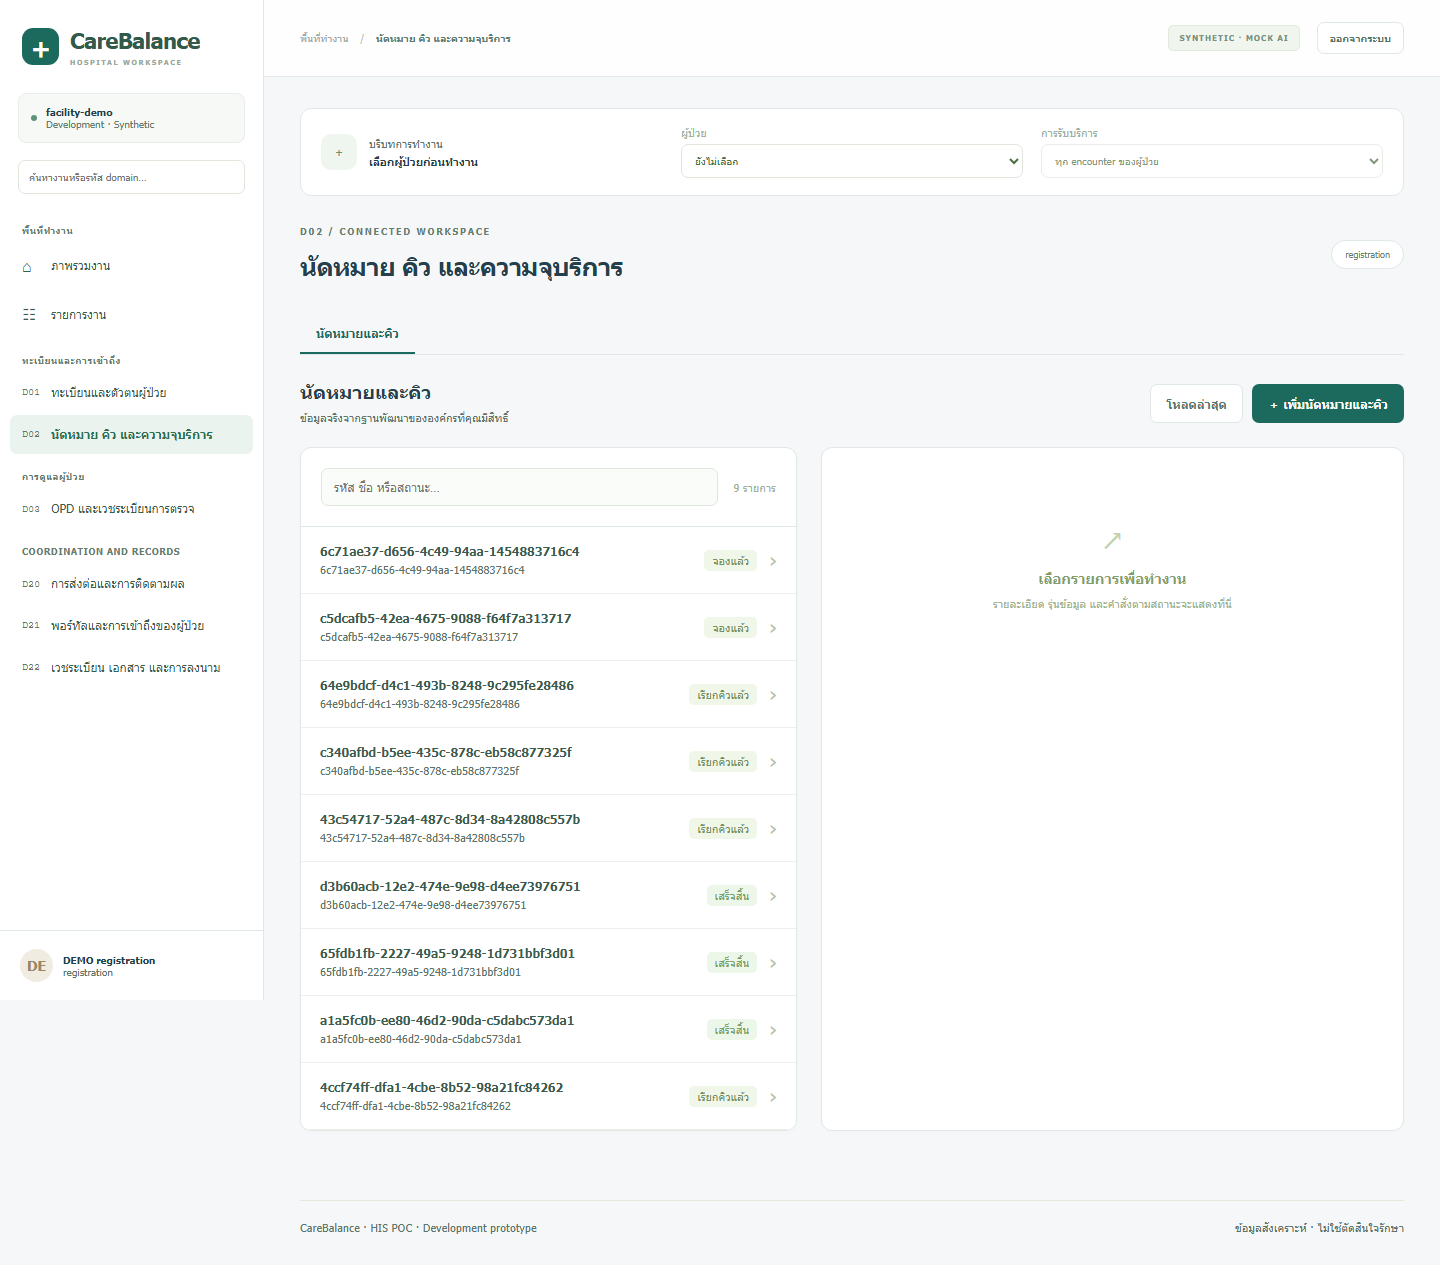 CareBalance
HOSPITAL WORKSPACE
facility-demo
Development · Synthetic
ค้นหางานหรือรหัส domain...
พื้นที่ทำงาน
ภาพรวมงาน
รายการงาน
ทะเบียนและการเข้าถึง
D01 ทะเบียนและตัวตนผู้ป่วย
D02 นัดหมาย คิว และความจุบริการ
การดูแลผู้ป่วย
D03 OPD และเวชระเบียนการตรวจ
COORDINATION AND RECORDS
D20 การส่งต่อและการติดตามผล
D21 พอร์ทัลและการเข้าถึงของผู้ป่วย
D22 เวชระเบียน เอกสาร และการลงนาม
DE
DEMO registration
registration
พื้นที่ทำงาน / นัดหมาย คิว และความจุบริการ
SYNTHETIC · MOCK AI
ออกจากระบบ
+
บริบทการทำงาน
เลือกผู้ป่วยก่อนทำงาน
ผู้ป่วย
ยังไม่เลือก
การรับบริการ
ทุก encounter ของผู้ป่วย
D02 / CONNECTED WORKSPACE
นัดหมาย คิว และความจุบริการ
registration
นัดหมายและคิว
นัดหมายและคิว
ข้อมูลจริงจากฐานพัฒนาขององค์กรที่คุณมีสิทธิ์
โหลดล่าสุด
+ เพิ่มนัดหมายและคิว
รหัส ชื่อ หรือสถานะ...
9 รายการ
6c71ae37-d656-4c49-94aa-1454883716c4
6c71ae37-d656-4c49-94aa-1454883716c4
จองแล้ว
c5dcafb5-42ea-4675-9088-f64f7a313717
c5dcafb5-42ea-4675-9088-f64f7a313717
จองแล้ว
64e9bdcf-d4c1-493b-8248-9c295fe28486
64e9bdcf-d4c1-493b-8248-9c295fe28486
เรียกคิวแล้ว
c340afbd-b5ee-435c-878c-eb58c877325f
c340afbd-b5ee-435c-878c-eb58c877325f
เรียกคิวแล้ว
43c54717-52a4-487c-8d34-8a42808c557b
43c54717-52a4-487c-8d34-8a42808c557b
เรียกคิวแล้ว
d3b60acb-12e2-474e-9e98-d4ee73976751
d3b60acb-12e2-474e-9e98-d4ee73976751
เสร็จสิ้น
65fdb1fb-2227-49a5-9248-1d731bbf3d01
65fdb1fb-2227-49a5-9248-1d731bbf3d01
เสร็จสิ้น
a1a5fc0b-ee80-46d2-90da-c5dabc573da1
a1a5fc0b-ee80-46d2-90da-c5dabc573da1
เสร็จสิ้น
4ccf74ff-dfa1-4cbe-8b52-98a21fc84262
4ccf74ff-dfa1-4cbe-8b52-98a21fc84262
เรียกคิวแล้ว
เลือกรายการเพื่อทำงาน
รายละเอียด รุ่นข้อมูล และคำสั่งตามสถานะจะแสดงที่นี่
CareBalance · HIS POC · Development prototype
ข้อมูลสังเคราะห์ · ไม่ใช้ตัดสินใจรักษา